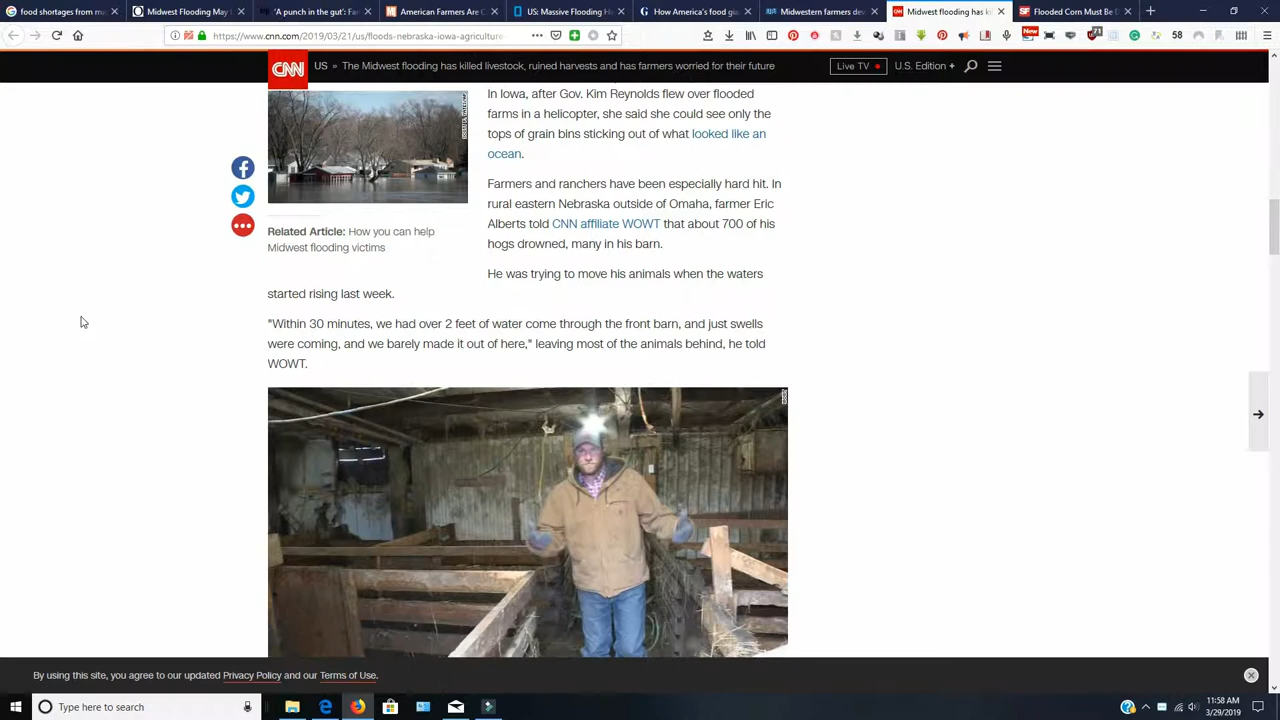 food shortages from ma
Midwest Flooding May
'A punch in the gut': Fa
American Farmers Are C
US: Massive Flooding He
How America's food gi
Midwestern farmers dev
Midwest flooding has ki
Flooded Corn Must Be D
https://www.cnn.com/2019/03/21/us/floods-nebraska-iowa-agriculture-
New
71
58
CNN
US » The Midwest flooding has killed livestock, ruined harvests and has farmers worried for their future
Live TV
U.S. Edition +
In Iowa, after Gov. Kim Reynolds flew over flooded
farms in a helicopter, she said she could see only the
tops of grain bins sticking out of what looked like an
ocean.
Farmers and ranchers have been especially hard hit. In
rural eastern Nebraska outside of Omaha, farmer Eric
Alberts told CNN affiliate WOWT that about 700 of his
hogs drowned, many in his barn.
Related Article: How you can help
Midwest flooding victims
He was trying to move his animals when the waters
started rising last week.
"Within 30 minutes, we had over 2 feet of water come through the front barn, and just swells
were coming, and we barely made it out of here," leaving most of the animals behind, he told
WOWT.
By using this site, you agree to our updated Privacy Policy and our Terms of Use.
Type here to search
11:58 AM
3/29/2019